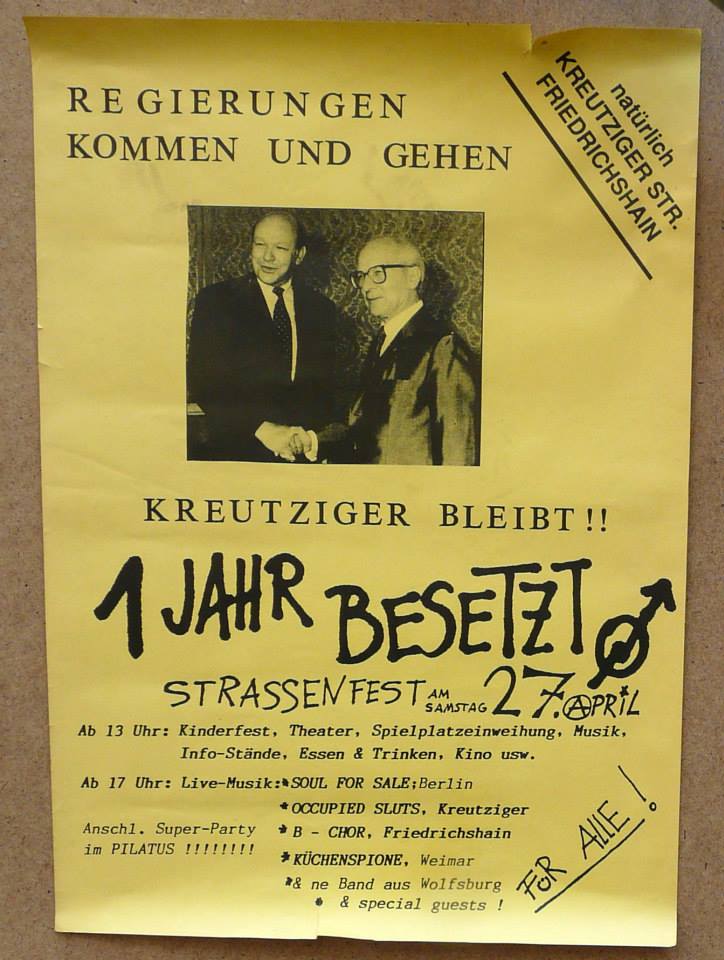 REGIERUNGEN
KOMMEN UND GEHEN
natürlich
KREUTZIGER STR.
FRIEDRICHSHAIN
KREUTZIGER BLEIBT!!
1 JAHR BESETZT
STRASSENFEST AM SAMSTAG 27. APRIL
Ab 13 Uhr: Kinderfest, Theater, Spielplatzeinweihung, Musik,
Info-Stände, Essen & Trinken, Kino usw.
Ab 17 Uhr: Live-Musik:*SOUL FOR SALE;Berlin
*OCCUPIED SLUTS, Kreutziger
*B - CHOR, Friedrichshain
*KÜCHENSPIONE, Weimar
*& ne Band aus Wolfsburg
* & special guests !
Anschl. Super-Party
im PILATUS !!!!!!!!
FÜR ALLE!